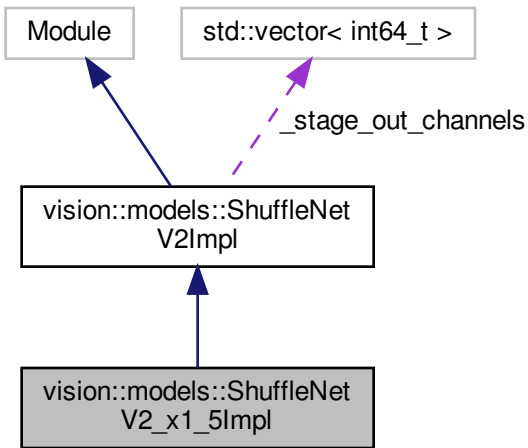 Module
std::vector< int64_t >
_stage_out_channels
vision::models::ShuffleNet
V2Impl
vision::models::ShuffleNet
V2_x1_5Impl